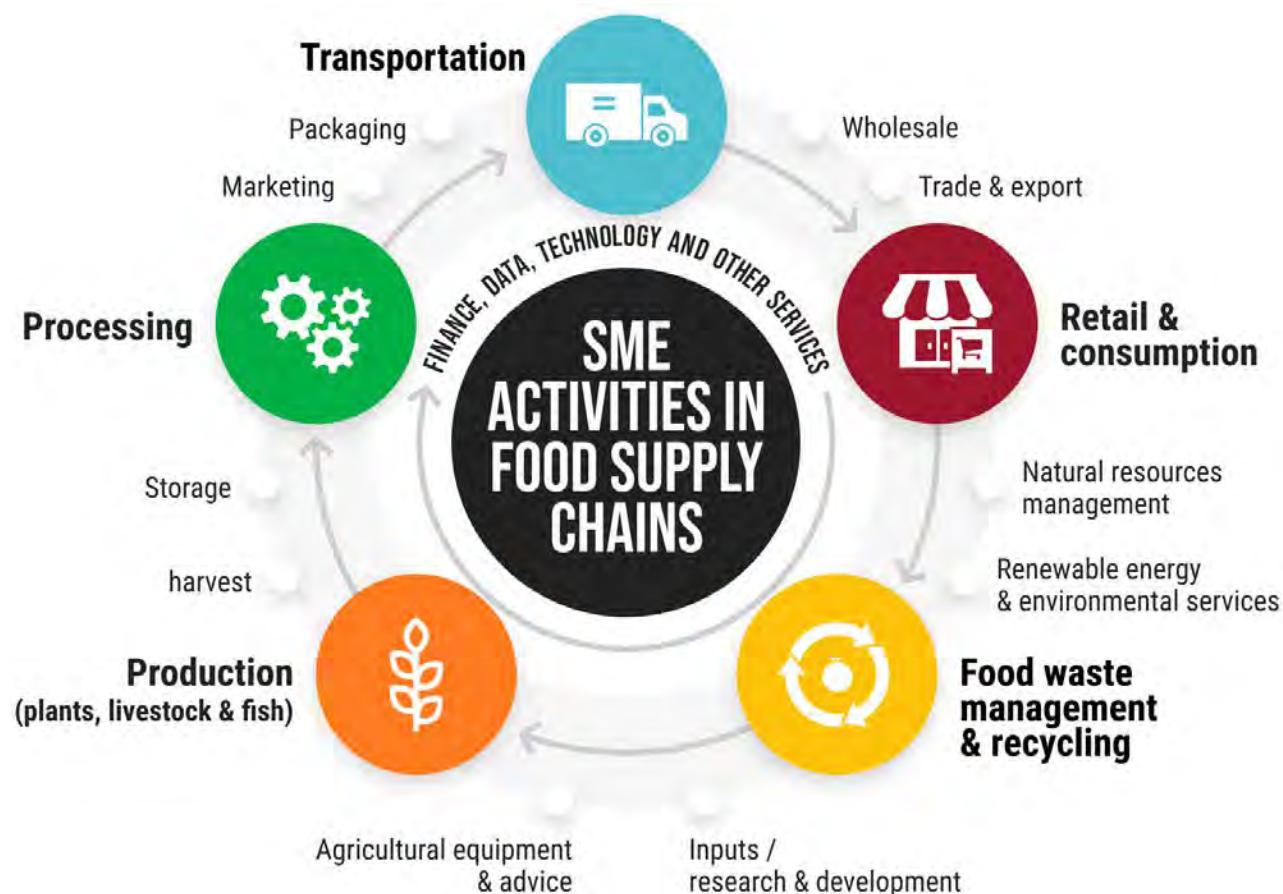 Transportation
Packaging
Marketing
Wholesale
Trade & export
FINANCE, DATA, TECHNOLOGY AND OTHER SERVICES
SME
ACTIVITIES IN
FOOD SUPPLY
CHAINS
Processing
Retail &
consumption
Storage
harvest
Natural resources
management
Renewable energy
& environmental services
Production
(plants, livestock & fish)
Food waste
management
& recycling
Agricultural equipment
& advice
Inputs /
research & development